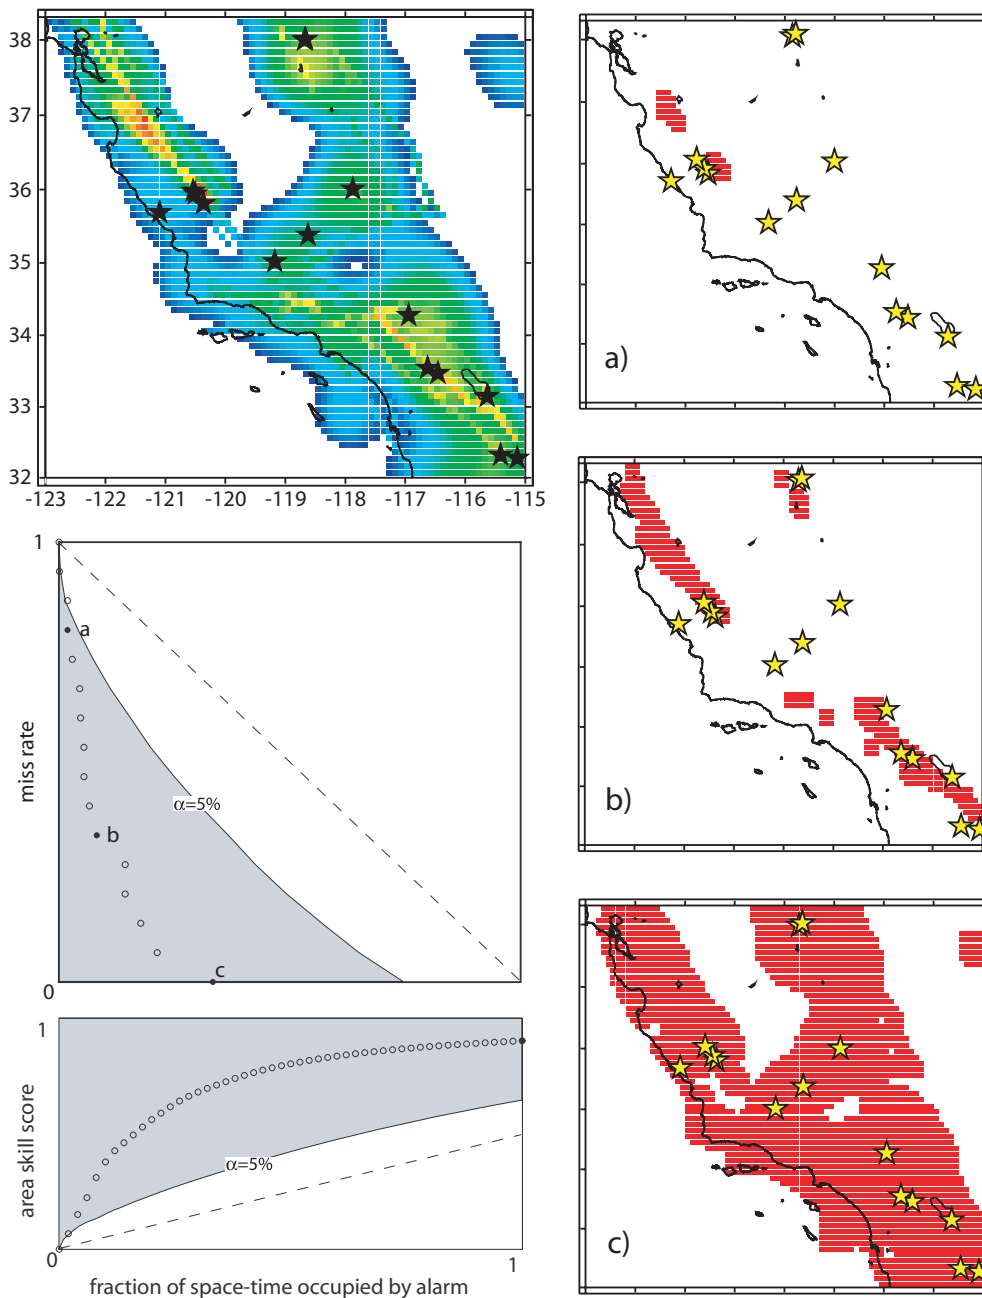 38
37
36
35
34
33
32
-123
-122
-121
-120
-119
-118
-117
-116
-115
a)
b)
c)
1
miss rate
a
α=5%
b
c
0
1
area skill score
α=5%
0
1
fraction of space-time occupied by alarm